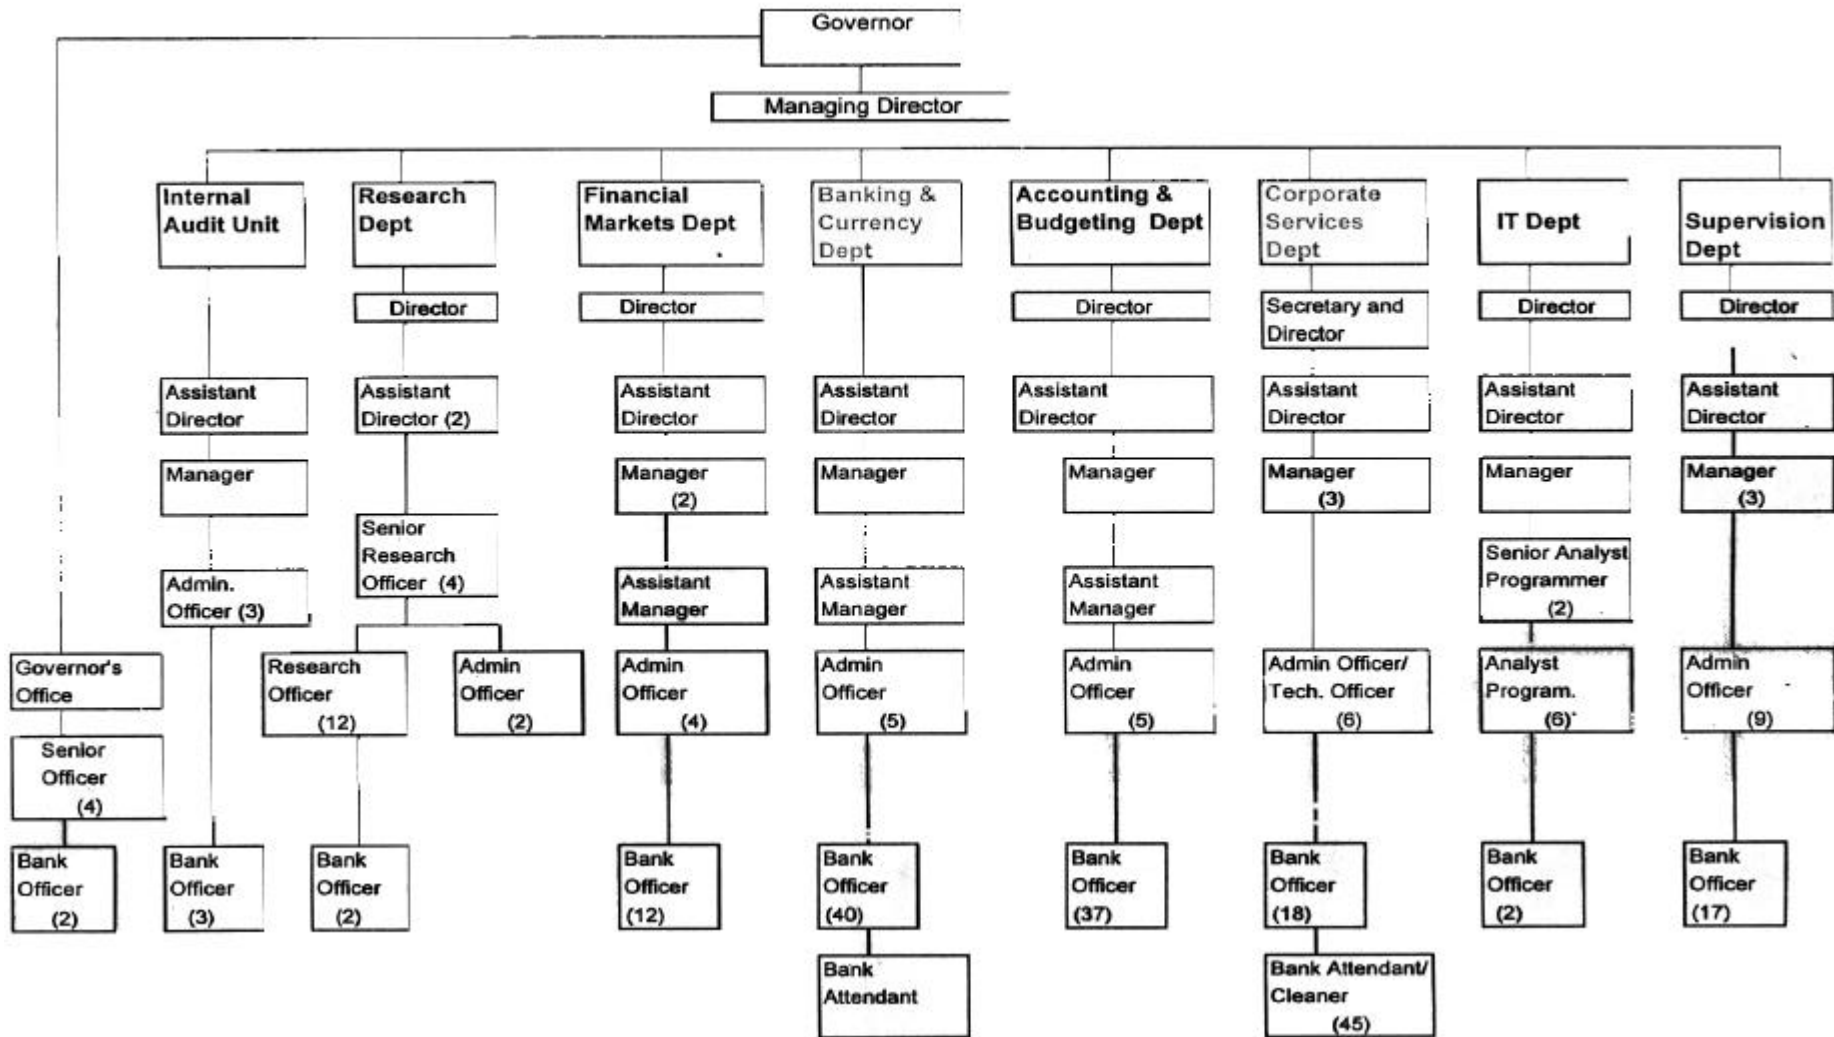 Governor
Managing Director
Internal
Audit Unit
Research
Dept
Financial
Markets Dept
Banking &
Currency
Dept
Accounting &
Budgeting Dept
Corporate
Services
Dept
IT Dept
Supervision
Dept
Director
Director
Director
Secretary and
Director
Director
Director
Assistant
Director
Assistant
Director (2)
Assistant
Director
Assistant
Director
Assistant
Director
Assistant
Director
Assistant
Director
Assistant
Director
Manager
Manager
(2)
Manager
Manager
Manager
(3)
Manager
Manager
(3)
Senior
Research
Officer (4)
Senior Analyst
Programmer
(2)
Admin.
Officer (3)
Assistant
Manager
Assistant
Manager
Assistant
Manager
Governor's
Office
Research
Officer
(12)
Admin
Officer
(2)
Admin
Officer
(4)
Admin
Officer
(5)
Admin
Officer
(5)
Admin Officer/
Tech. Officer
(6)
Analyst
Program.
(6)
Admin
Officer
(9)
Senior
Officer
(4)
Bank
Officer
(2)
Bank
Officer
(3)
Bank
Officer
(2)
Bank
Officer
(12)
Bank
Officer
(40)
Bank
Officer
(37)
Bank
Officer
(18)
Bank
Officer
(2)
Bank
Officer
(17)
Bank
Attendant
Bank Attendant/
Cleaner
(45)